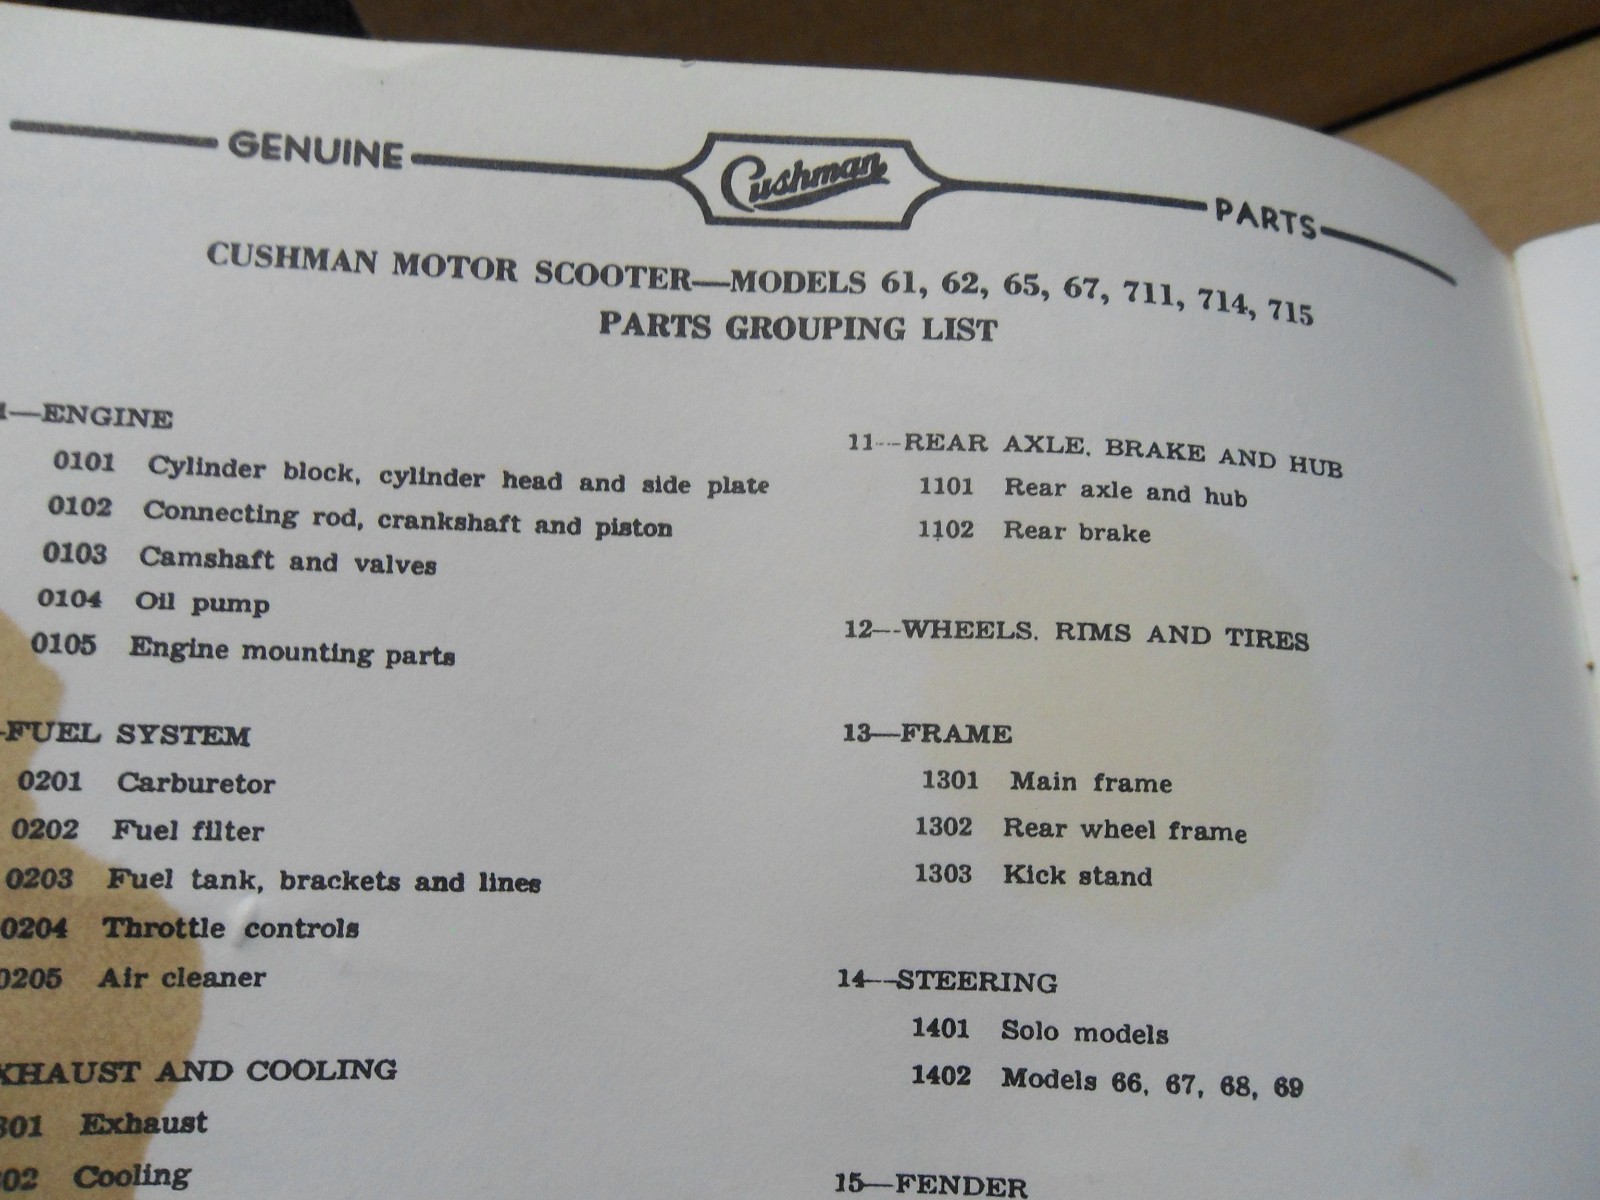 GENUINE Cushman PARTS
CUSHMAN MOTOR SCOOTER—MODELS 61, 62, 65, 67, 711, 714, 715
PARTS GROUPING LIST
1—ENGINE
0101 Cylinder block, cylinder head and side plate
0102 Connecting rod, crankshaft and piston
0103 Camshaft and valves
0104 Oil pump
0105 Engine mounting parts
-FUEL SYSTEM
0201 Carburetor
0202 Fuel filter
0203 Fuel tank, brackets and lines
0204 Throttle controls
0205 Air cleaner
XHAUST AND COOLING
301 Exhaust
02 Cooling
11---REAR AXLE, BRAKE AND HUB
1101 Rear axle and hub
1102 Rear brake
12---WHEELS, RIMS AND TIRES
13—FRAME
1301 Main frame
1302 Rear wheel frame
1303 Kick stand
14—STEERING
1401 Solo models
1402 Models 66, 67, 68, 69
15—FENDER